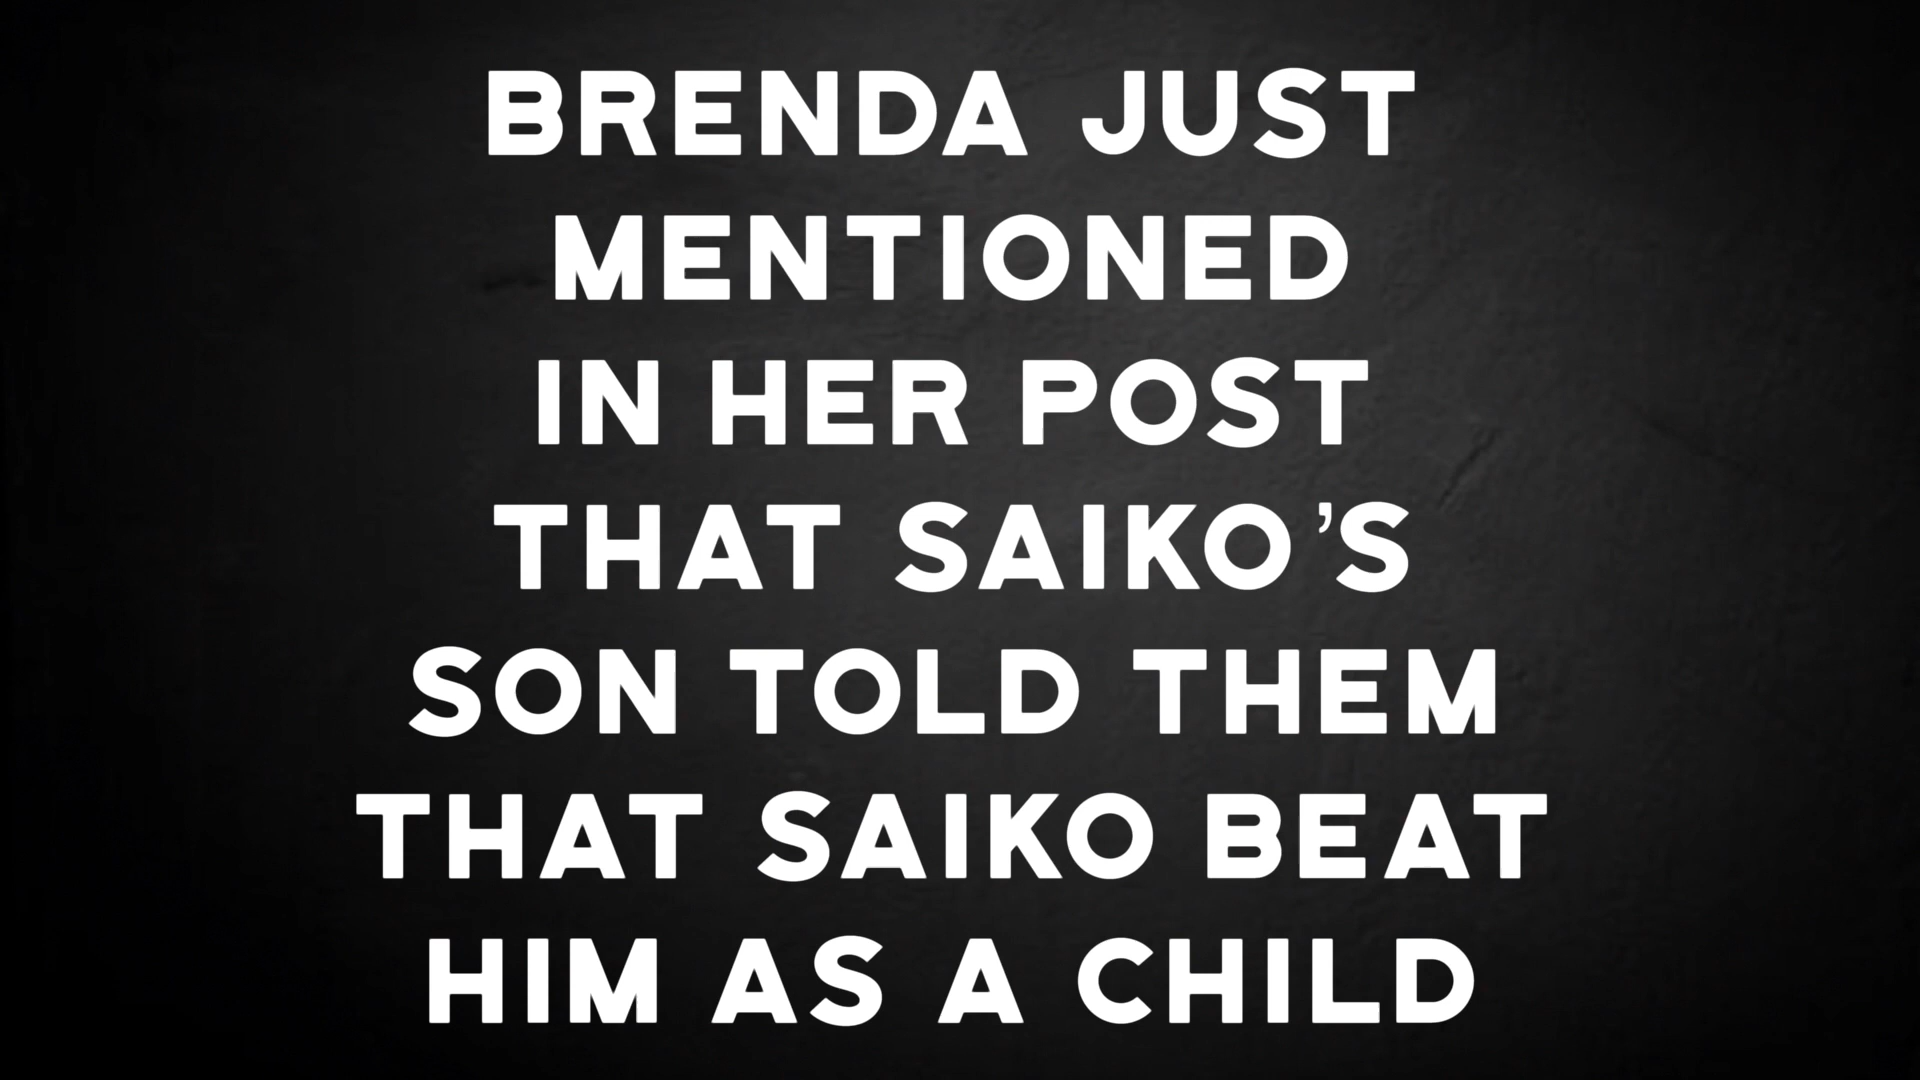 BRENDA JUST
MENTIONED
IN HER POST
THAT SAIKO'S
SON TOLD THEM
THAT SAIKO BEAT
HIM AS A CHILD